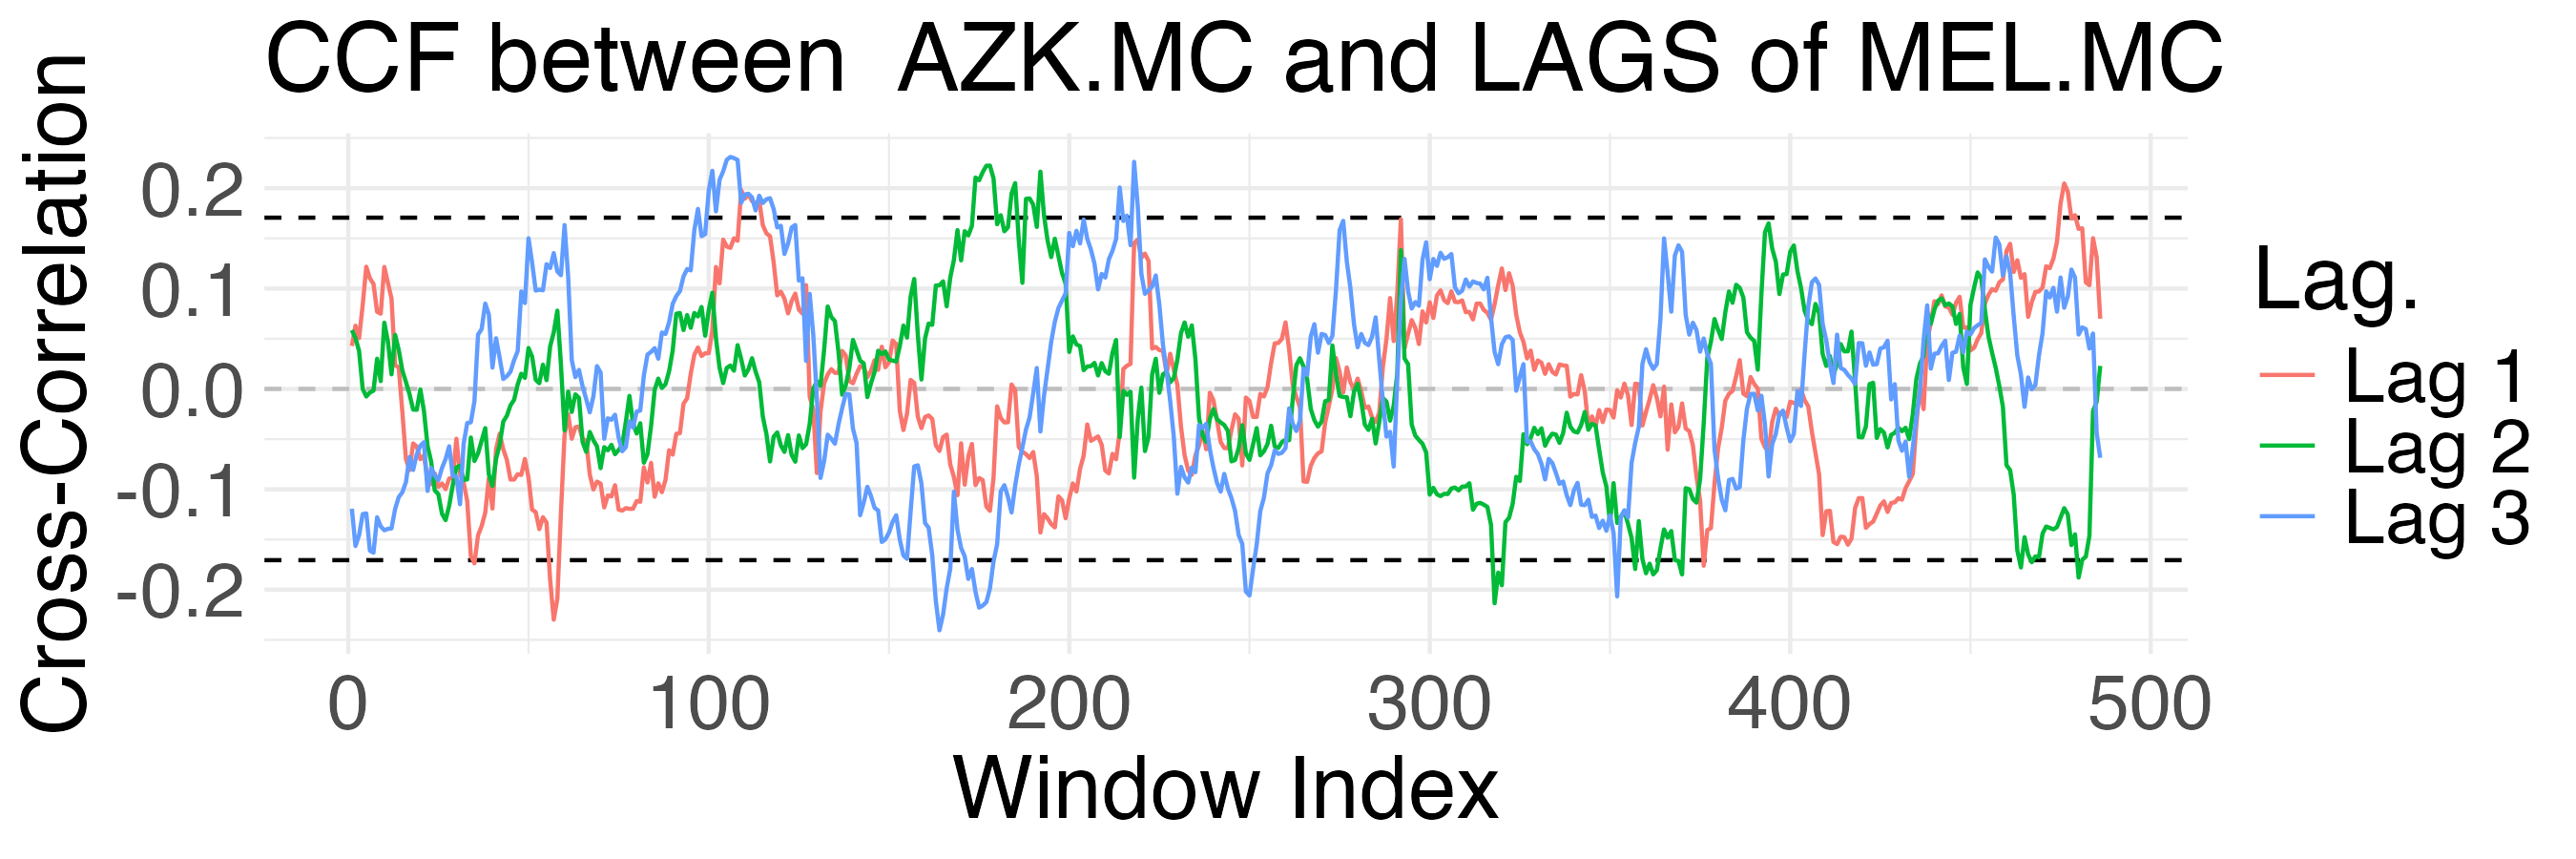 CCF between  AZK.MC and LAGS of MEL.MC
Cross-Correlation
0.2
0.1
0.0
-0.1
-0.2
0 100 200 300 400 500
Window Index
Lag.
Lag 1
Lag 2
Lag 3